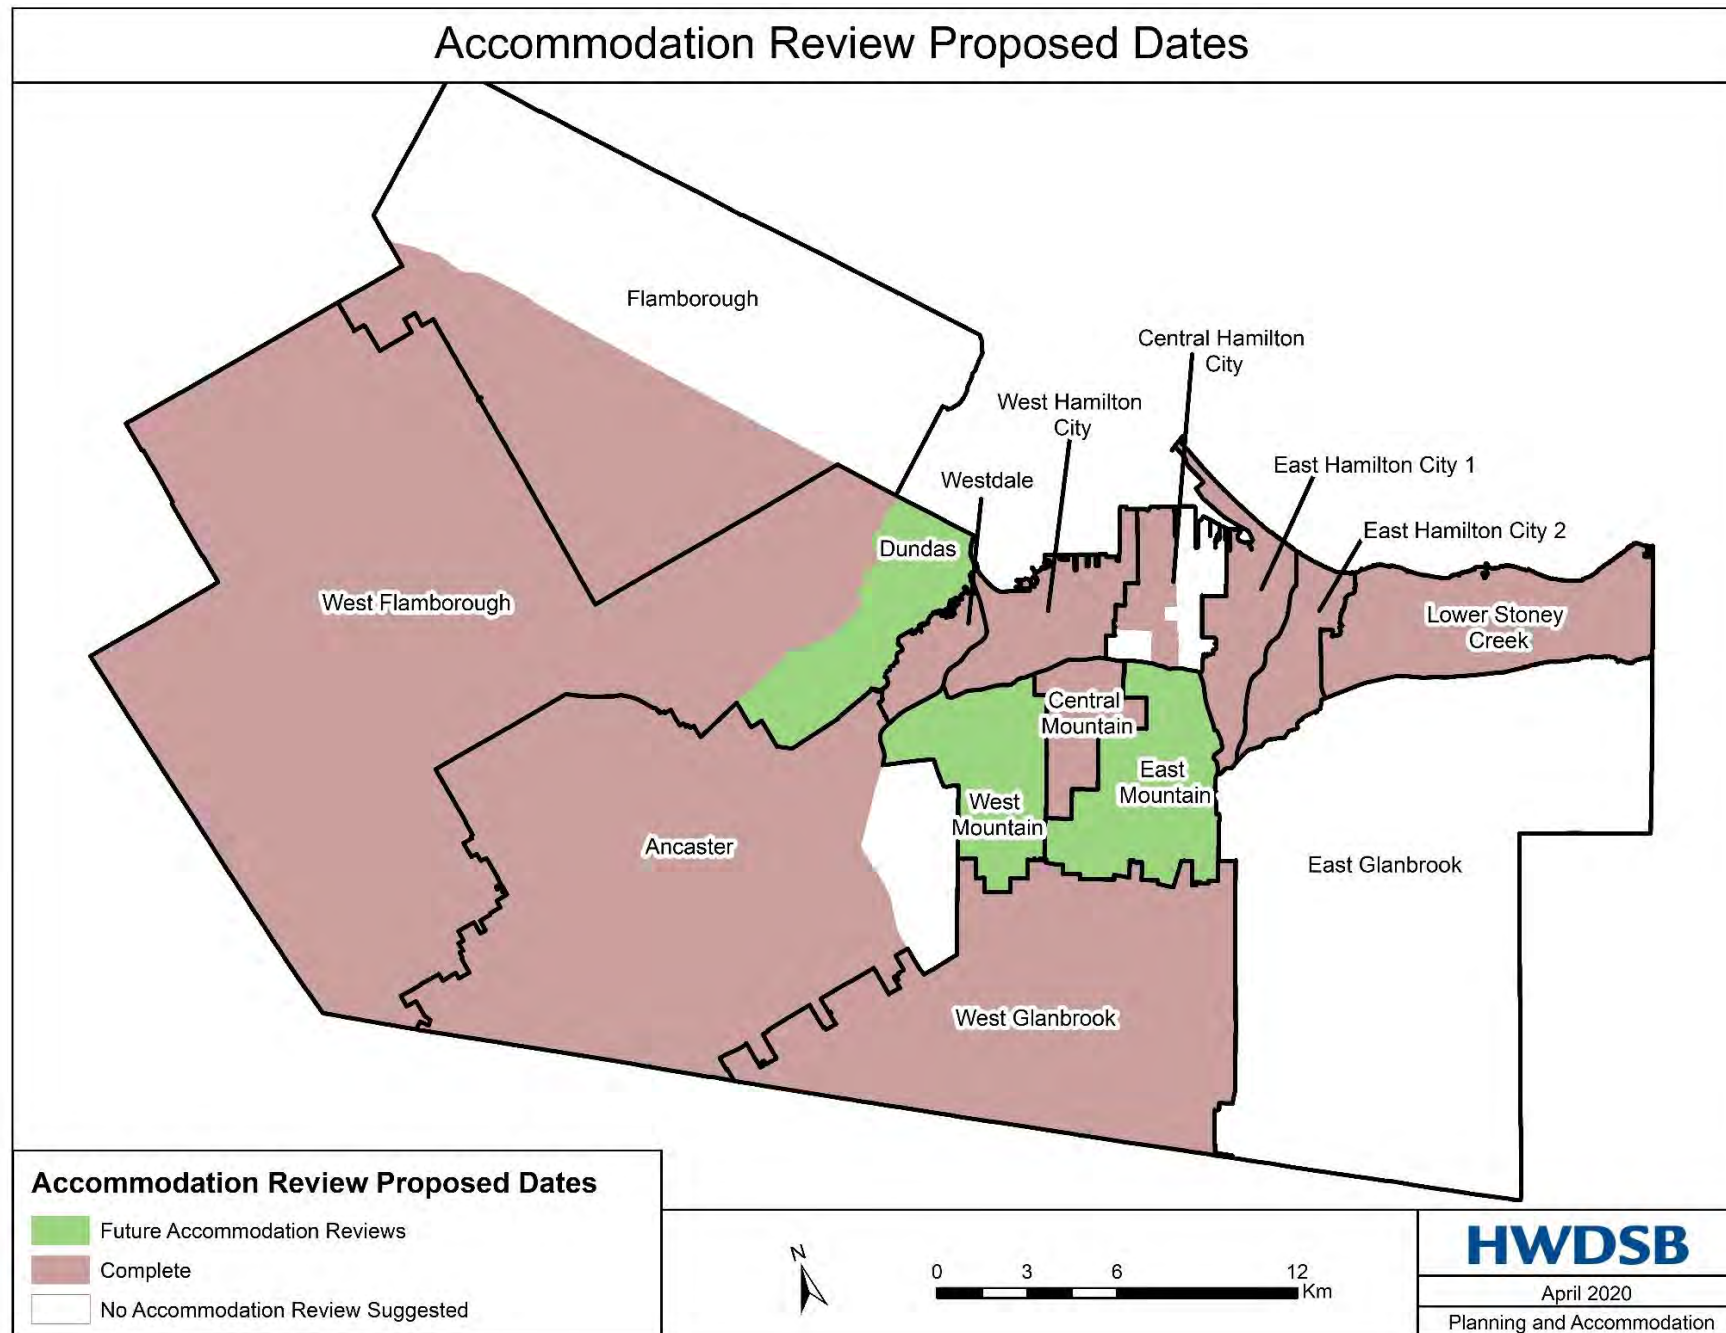 Accommodation Review Proposed Dates
Flamborough
Central Hamilton
City
West Hamilton
City
Westdale
East Hamilton City 1
East Hamilton City 2
Dundas
West Flamborough
Lower Stoney
Creek
Central
Mountain
East
Mountain
West
Mountain
Ancaster
East Glanbrook
West Glanbrook
Accommodation Review Proposed Dates
Future Accommodation Reviews
Complete
No Accommodation Review Suggested
N
0 3 6 12
Km
HWDSB
April 2020
Planning and Accommodation